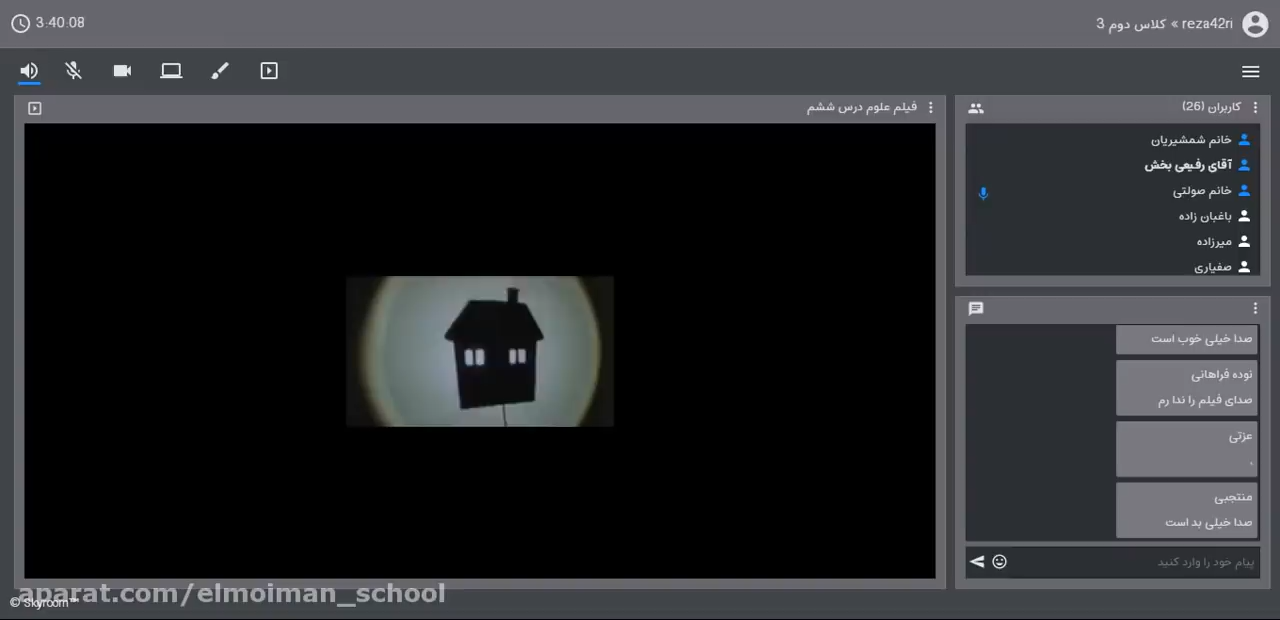 3:40:08
reza42ri » کلاس دوم 3
فیلم علوم درس ششم
کاربران (26)
خانم شمشیریان
آقای رفیعی بخش
خانم صولتی
باغبان زاده
میرزاده
صفیاری
صدا خیلی خوب است
نوده فراهانی
صدای فیلم را ندا رم
عزتی
،
منتجبی
صدا خیلی بد است
پیام خود را وارد کنید
aparat.com/elmoiman_school
© Skyroom™